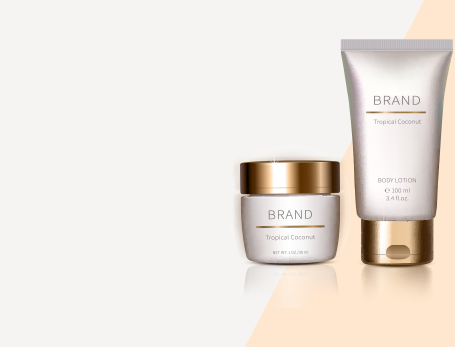 BRAND
Tropical Coconut
BODY LOTION
℮ 100 ml
3.4 fl.oz
BRAND
Tropical Coconut